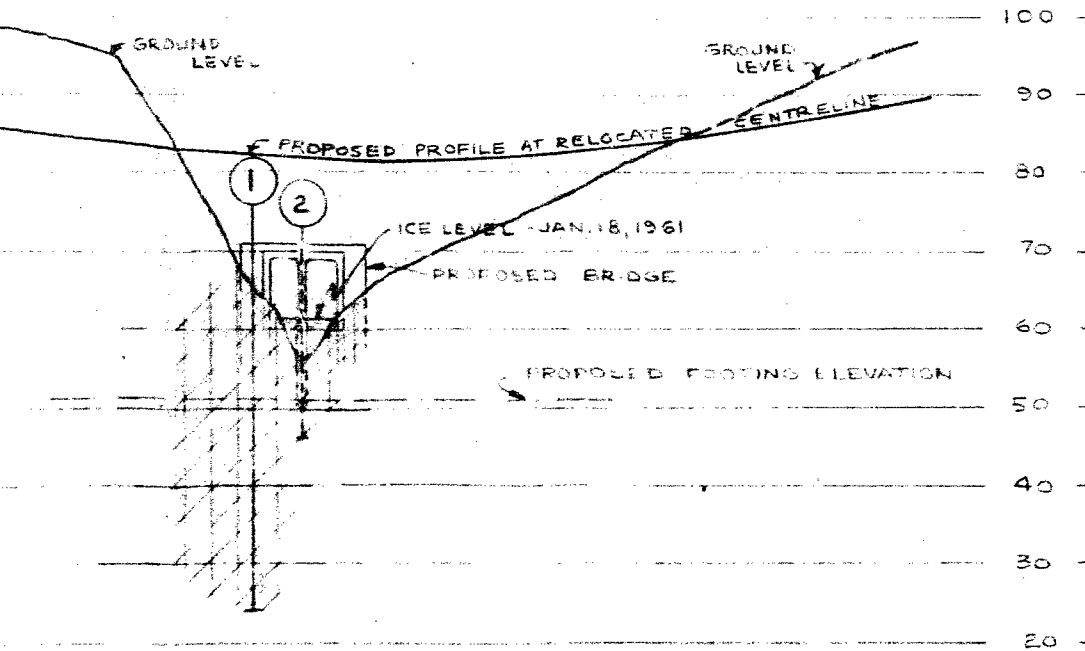 100
GROUND
LEVEL
GROUND
LEVEL
90
PROPOSED PROFILE AT RELOCATED CENTRELINE
80
1
2
ICE LEVEL - JAN. 18, 1961
70
PROPOSED BRIDGE
60
PROPOSED FOOTING ELEVATION
50
40
30
20